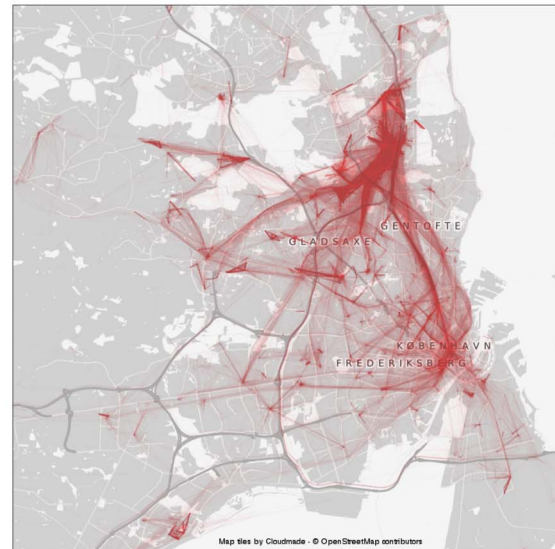 GENTOFTE
GLADSAXE
KØBENHAVN
FREDERIKSBERG
Map tiles by Cloudmade - © OpenStreetMap contributors